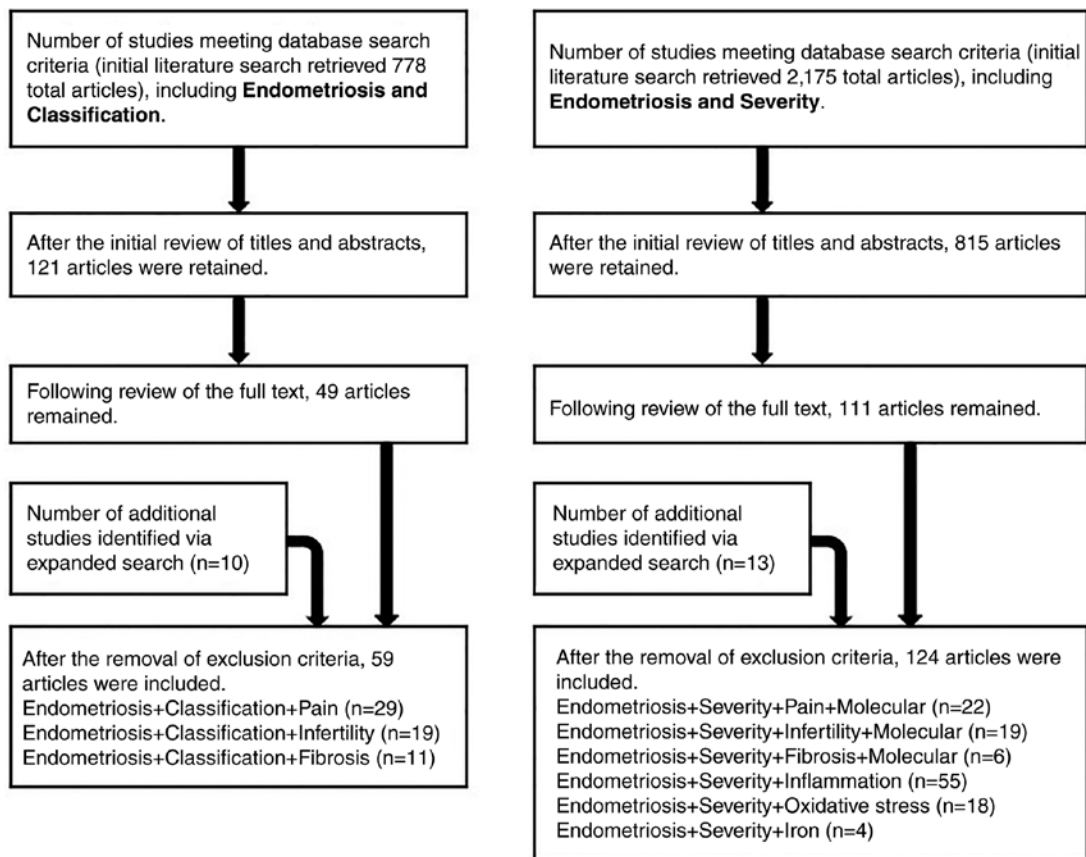 Number of studies meeting database search
criteria (initial literature search retrieved 778
total articles), including Endometriosis and
Classification.
After the initial review of titles and abstracts,
121 articles were retained.
Following review of the full text, 49 articles
remained.
Number of additional
studies identified via
expanded search (n=10)
After the removal of exclusion criteria, 59
articles were included.
Endometriosis+Classification+Pain (n=29)
Endometriosis+Classification+Infertility (n=19)
Endometriosis+Classification+Fibrosis (n=11)
Number of studies meeting database search criteria (initial
literature search retrieved 2,175 total articles), including
Endometriosis and Severity.
After the initial review of titles and abstracts, 815 articles
were retained.
Following review of the full text, 111 articles remained.
Number of additional
studies identified via
expanded search (n=13)
After the removal of exclusion criteria, 124 articles were
included.
Endometriosis+Severity+Pain+Molecular (n=22)
Endometriosis+Severity+Infertility+Molecular (n=19)
Endometriosis+Severity+Fibrosis+Molecular (n=6)
Endometriosis+Severity+Inflammation (n=55)
Endometriosis+Severity+Oxidative stress (n=18)
Endometriosis+Severity+Iron (n=4)